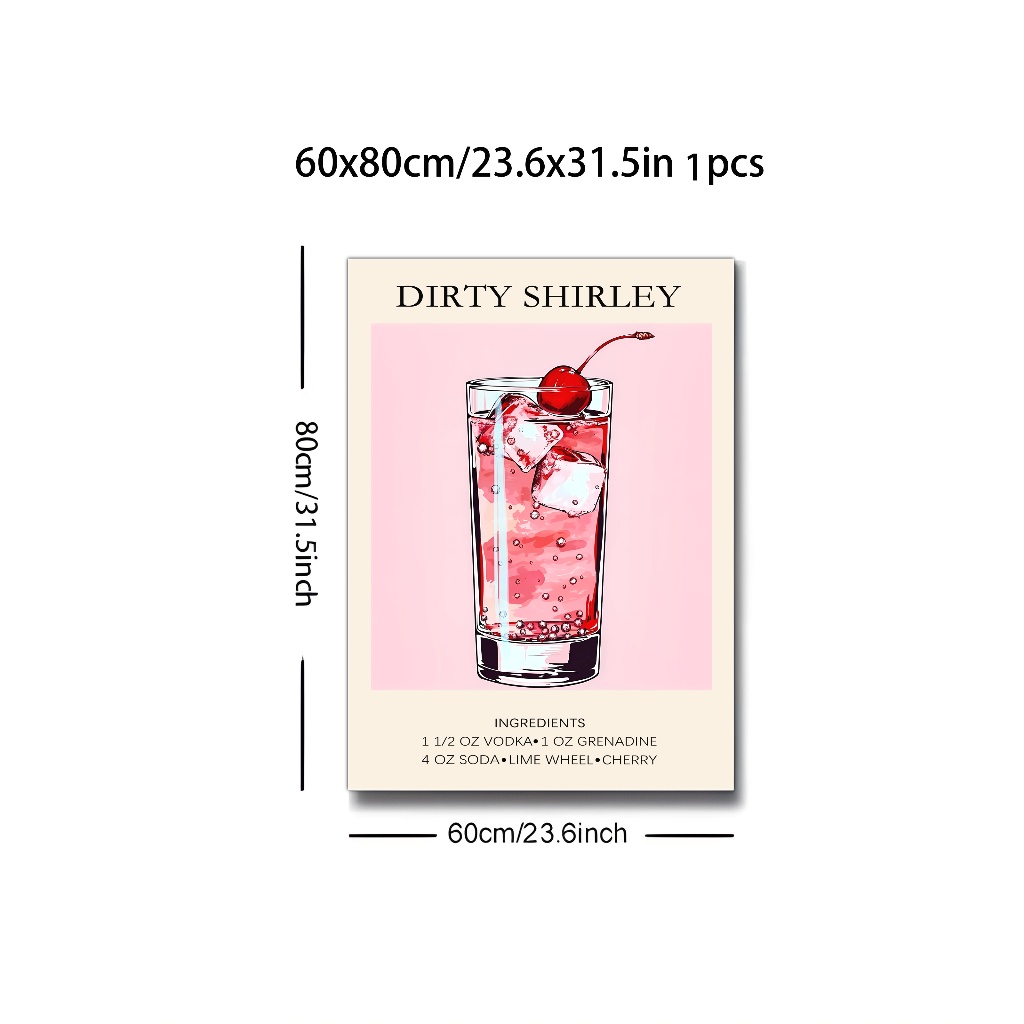 60x80cm/23.6x31.5in 1pcs
DIRTY SHIRLEY
80cm/31.5inch
INGREDIENTS
1 1/2 OZ VODKA•1 OZ GRENADINE
4 OZ SODA•LIME WHEEL•CHERRY
60cm/23.6inch